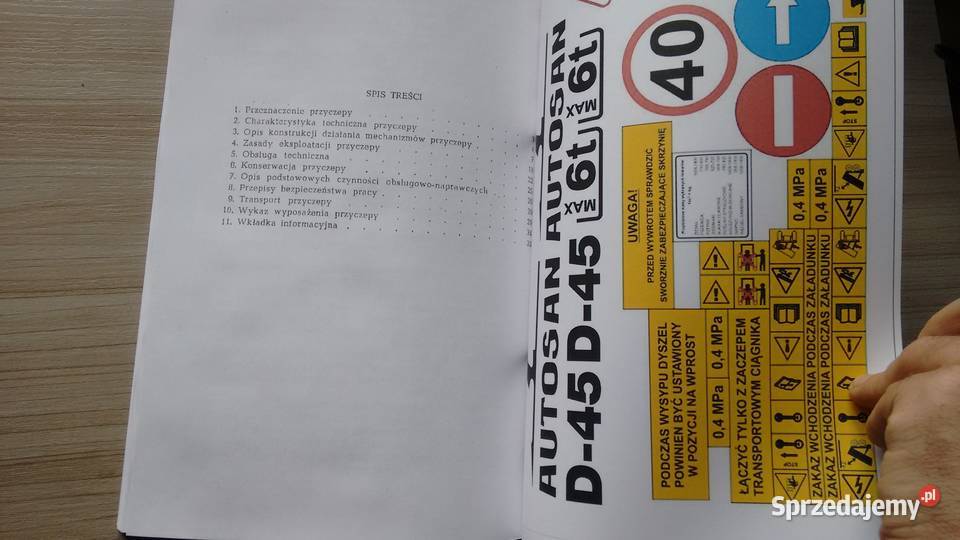 SPIS TREŚCI
1. Przeznaczenie przyczepy
2. Charakterystyka techniczna przyczepy
3. Opis konstrukcji działania mechanizmów przyczepy
4. Zasady eksploatacji przyczepy
5. Obsługa techniczna
6. Konserwacja przyczepy
7. Opis podstawowych czynności obsługowo-naprawczych
8. Przepisy bezpieczeństwa pracy
9. Transport przyczepy
10. Wykaz wyposażenia przyczepy
11. Wkładka informacyjna
AUTOSAN AUTOSAN
D-45 D-45 MAX 6t MAX 6t
40
UWAGA!
PRZED WYWROTEM SPRAWDZIĆ
SWORZNIE ZABEZPIECZAJĄCE SKRZYNIĘ
PODCZAS WYSYPU DYSZEL
POWINIEN BYĆ USTAWIONY
W POZYCJI NA WPROST
0,4 MPa 0,4 MPa
ŁĄCZYĆ TYLKO Z ZACZEPEM
TRANSPORTOWYM CIĄGNIKA
0,4 MPa
0,4 MPa
ZAKAZ WCHODZENIA PODCZAS ZAŁADUNKU
ZAKAZ WCHODZENIA PODCZAS ZAŁADUNKU
STOP
STOP
Sprzedajemy.pl